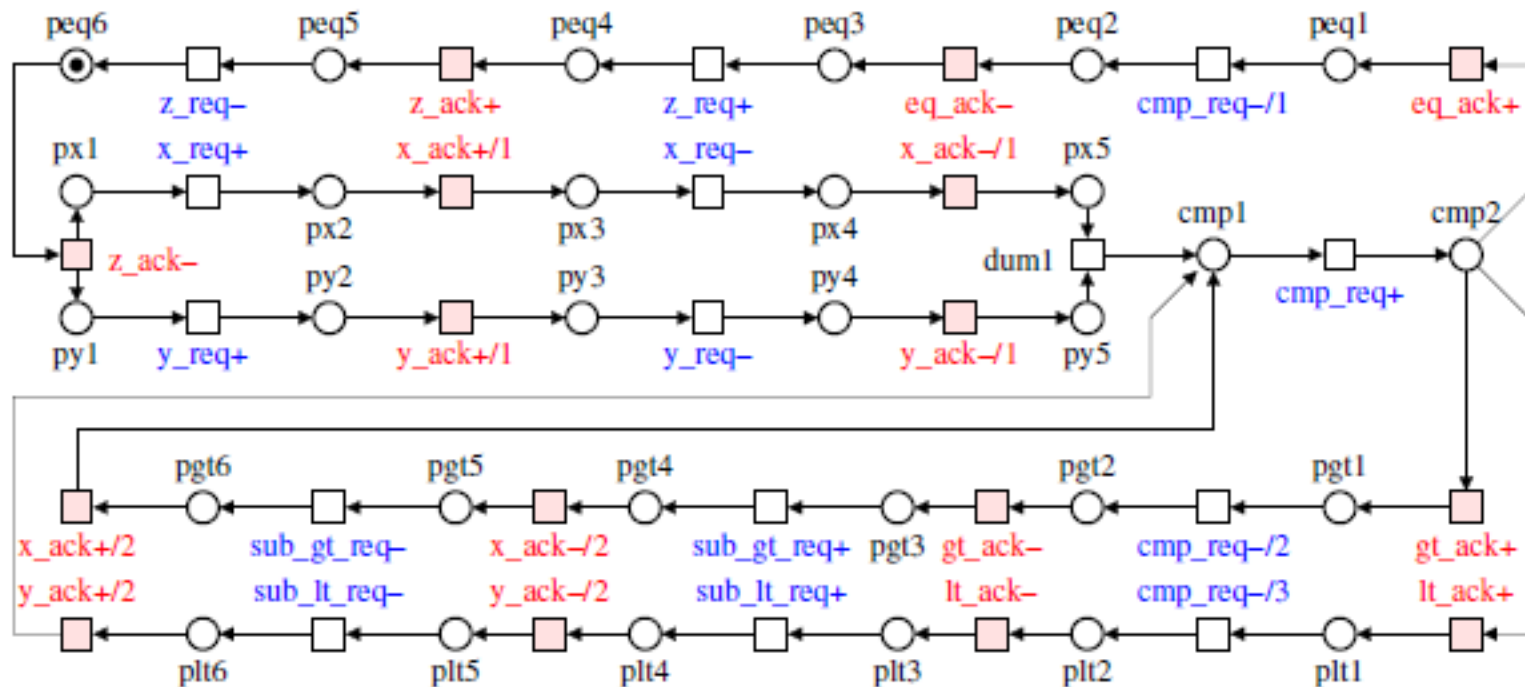 peq6 peq5 peq4 peq3 peq2 peq1
z_req− z_ack+ z_req+ eq_ack− cmp_req−/1 eq_ack+
px1 x_req+ x_ack+/1 x_req− x_ack−/1 px5
cmp1 cmp2
px2 px3 px4
z_ack− dum1
py2 py3 py4
cmp_req+
py1 y_req+ y_ack+/1 y_req− y_ack−/1 py5
pgt6 pgt5 pgt4 pgt2 pgt1
x_ack+/2 sub_gt_req− x_ack−/2 sub_gt_req+ pgt3 gt_ack− cmp_req−/2 gt_ack+
y_ack+/2 sub_lt_req− y_ack−/2 sub_lt_req+ lt_ack− cmp_req−/3 lt_ack+
plt6 plt5 plt4 plt3 plt2 plt1